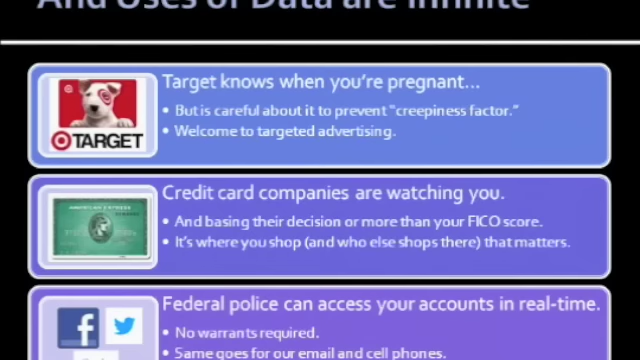 And Uses of Data are Infinite
Target knows when you're pregnant…
• But is careful about it to prevent "creepiness factor."
• Welcome to targeted advertising.
TARGET
Credit card companies are watching you.
• And basing their decision or more than your FICO score.
• It's where you shop (and who else shops there) that matters.
AMERICAN EXPRESS
Federal police can access your accounts in real-time.
• No warrants required.
• Same goes for our email and cell phones.